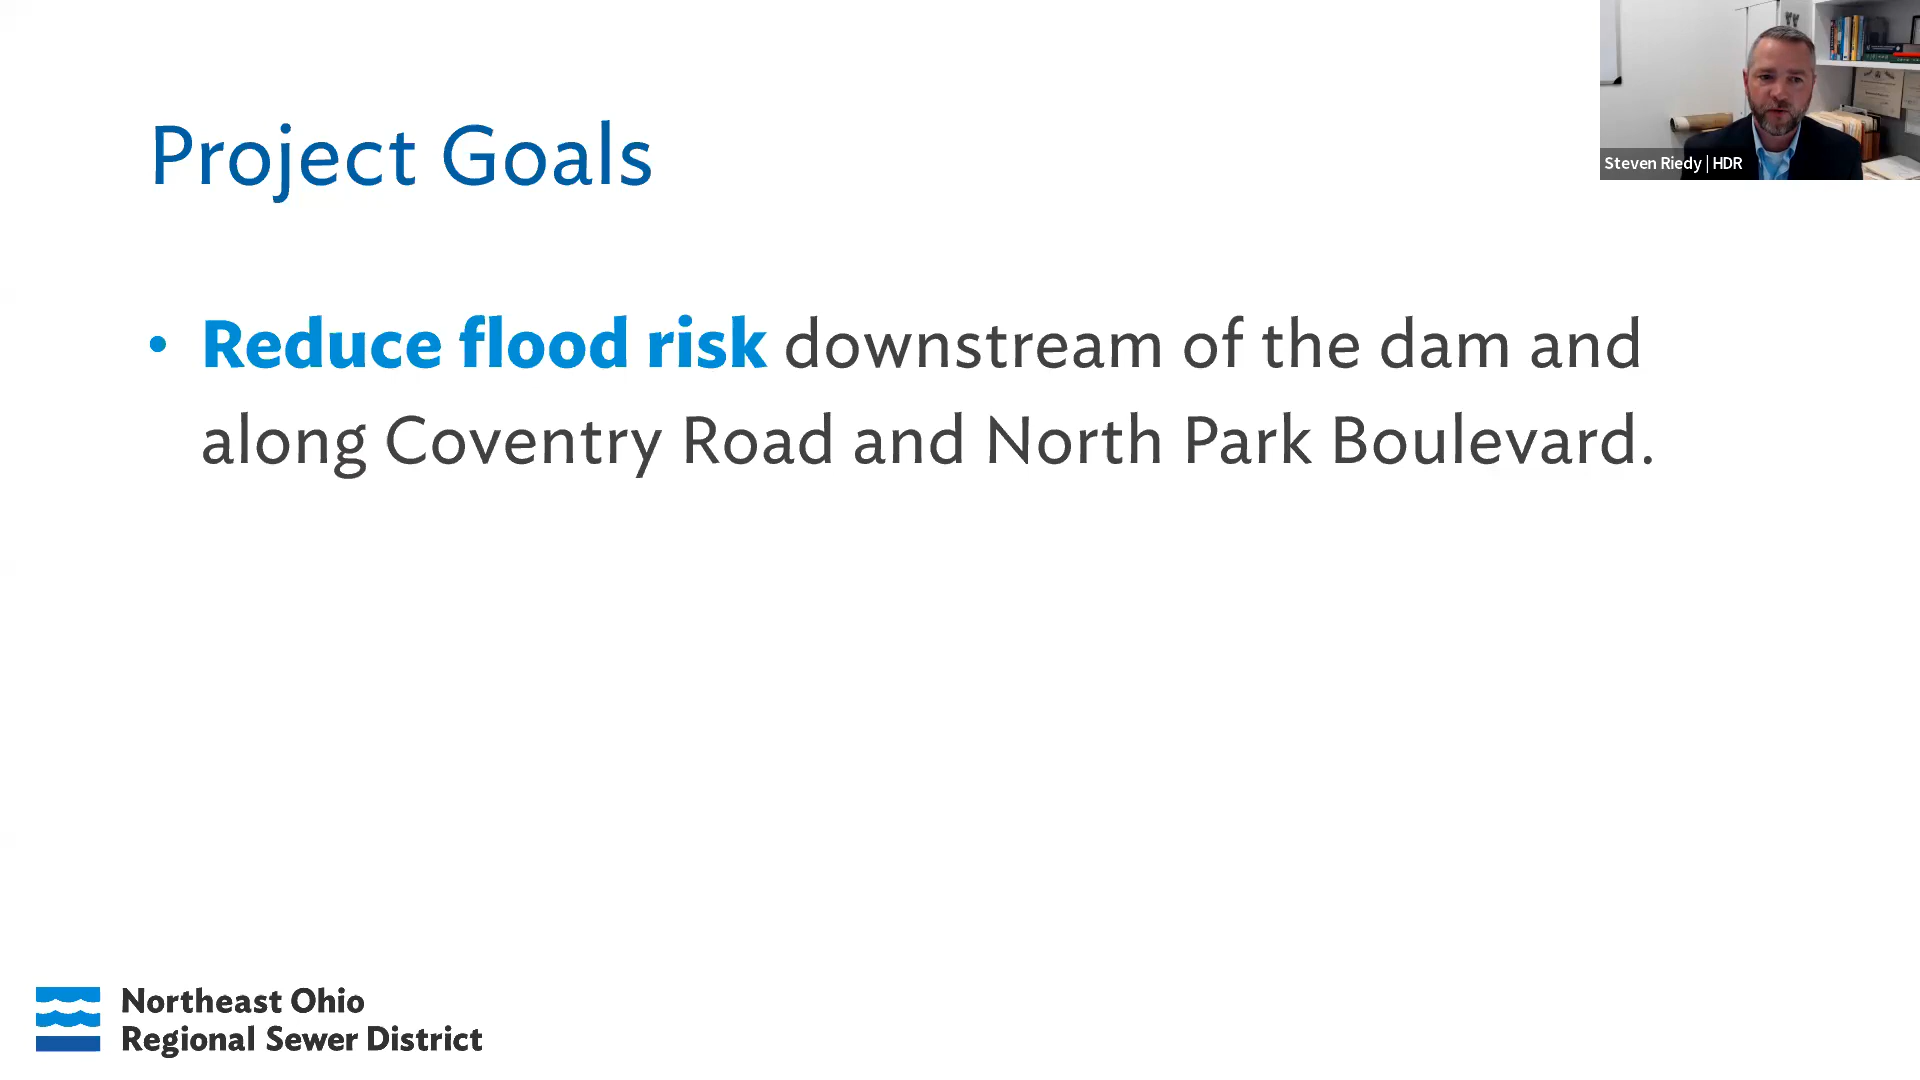 Project Goals
Steven Riedy | HDR
• Reduce flood risk downstream of the dam and
along Coventry Road and North Park Boulevard.
Northeast Ohio
Regional Sewer District